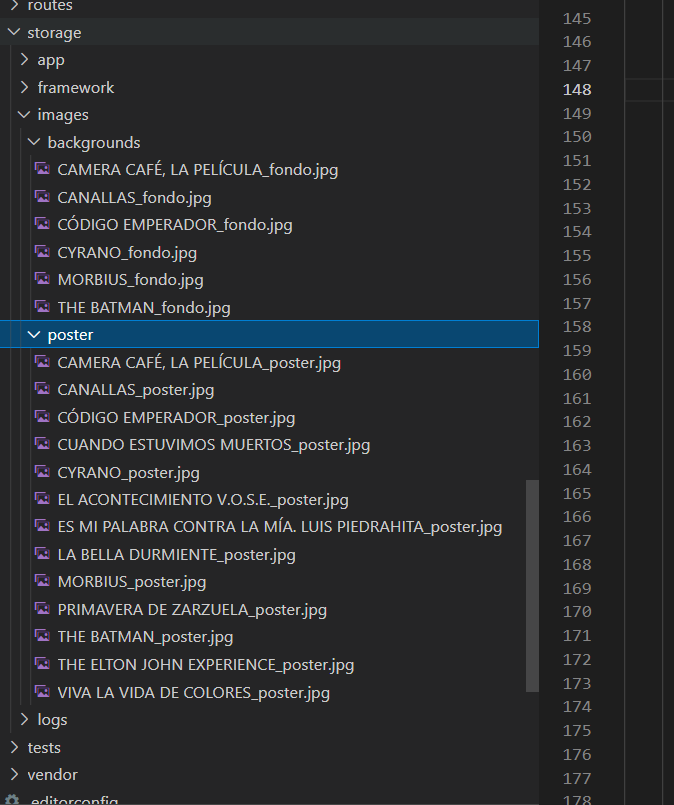 routes
storage
app
framework
images
backgrounds
CAMERA CAFÉ, LA PELÍCULA_fondo.jpg
CANALLAS_fondo.jpg
CÓDIGO EMPERADOR_fondo.jpg
CYRANO_fondo.jpg
MORBIUS_fondo.jpg
THE BATMAN_fondo.jpg
poster
CAMERA CAFÉ, LA PELÍCULA_poster.jpg
CANALLAS_poster.jpg
CÓDIGO EMPERADOR_poster.jpg
CUANDO ESTUVIMOS MUERTOS_poster.jpg
CYRANO_poster.jpg
EL ACONTECIMIENTO V.O.S.E._poster.jpg
ES MI PALABRA CONTRA LA MÍA. LUIS PIEDRAHITA_poster.jpg
LA BELLA DURMIENTE_poster.jpg
MORBIUS_poster.jpg
PRIMAVERA DE ZARZUELA_poster.jpg
THE BATMAN_poster.jpg
THE ELTON JOHN EXPERIENCE_poster.jpg
VIVA LA VIDA DE COLORES_poster.jpg
logs
tests
vendor
.editorconfig
145
146
147
148
149
150
151
152
153
154
155
156
157
158
159
160
161
162
163
164
165
166
167
168
169
170
171
172
173
174
175
176
177
178